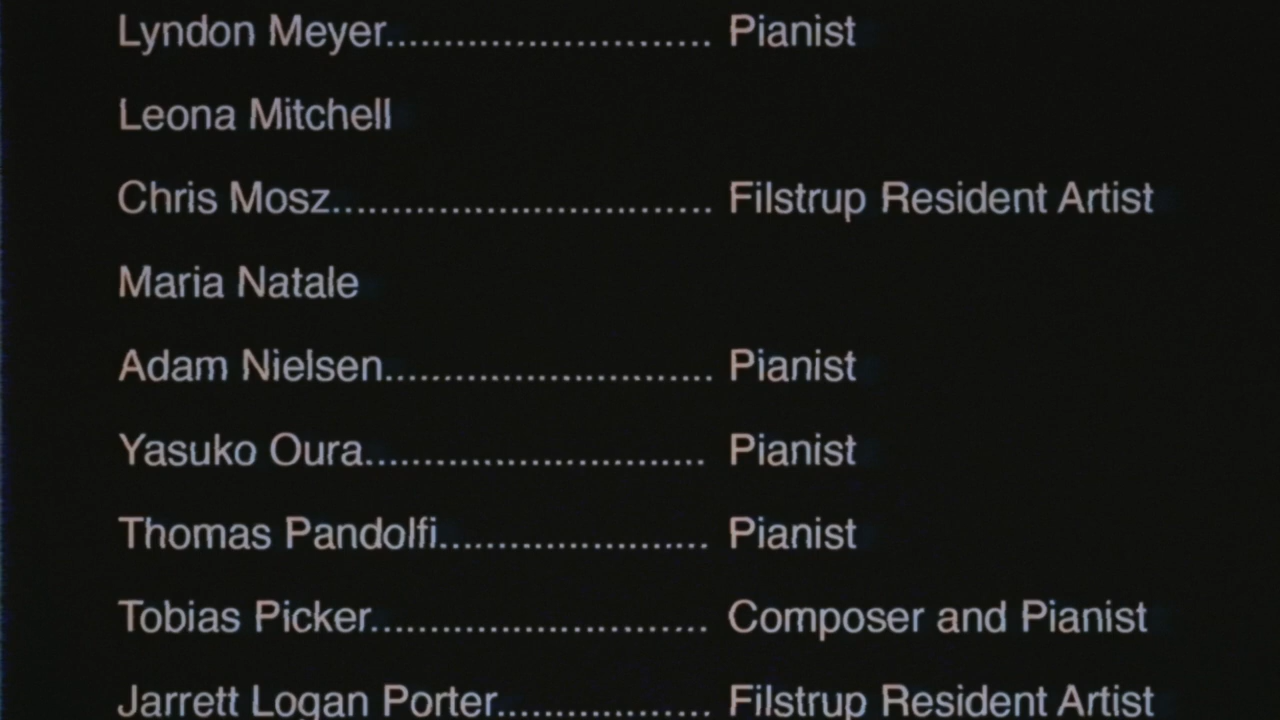 Lyndon Meyer............................ Pianist
Leona Mitchell
Chris Mosz................................. Filstrup Resident Artist
Maria Natale
Adam Nielsen............................ Pianist
Yasuko Oura............................. Pianist
Thomas Pandolfi....................... Pianist
Tobias Picker............................. Composer and Pianist
Jarrett Logan Porter.................. Filstrup Resident Artist